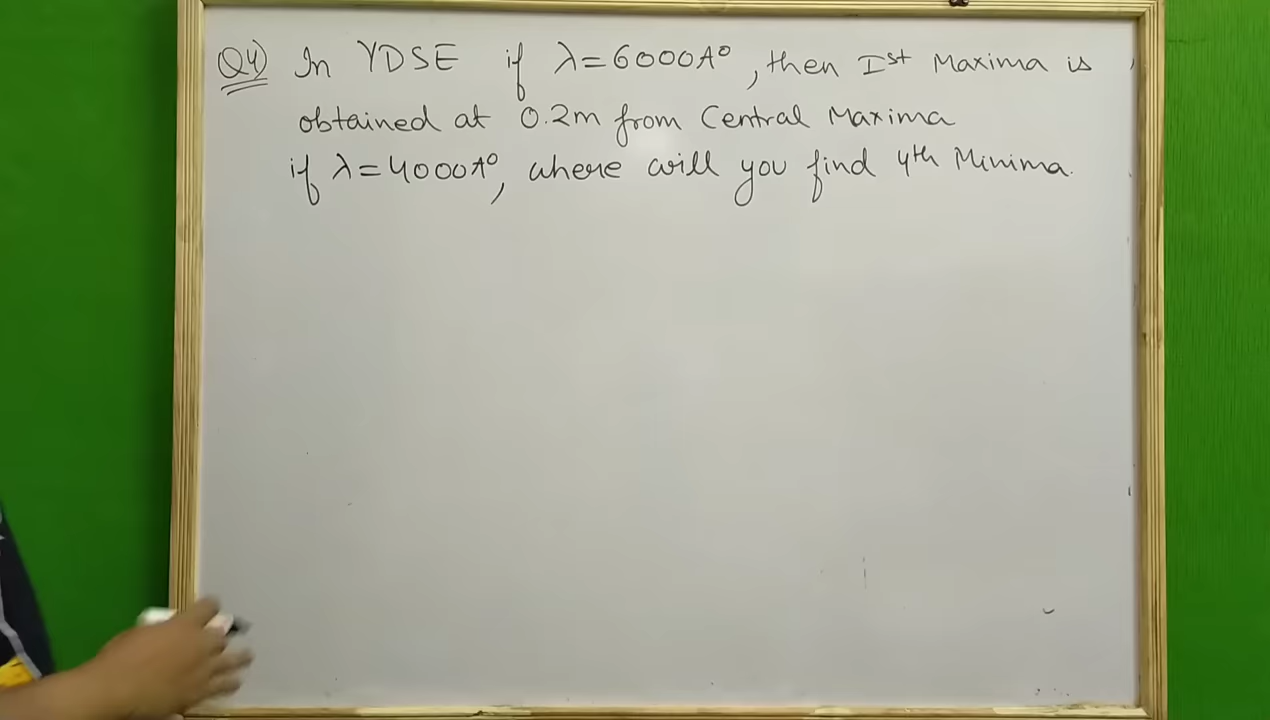 Q4) In YDSE if λ=6000A°, then Ist Maxima is
obtained at 0.2m from Central Maxima
if λ=4000A°, where will you find 4th Minima.